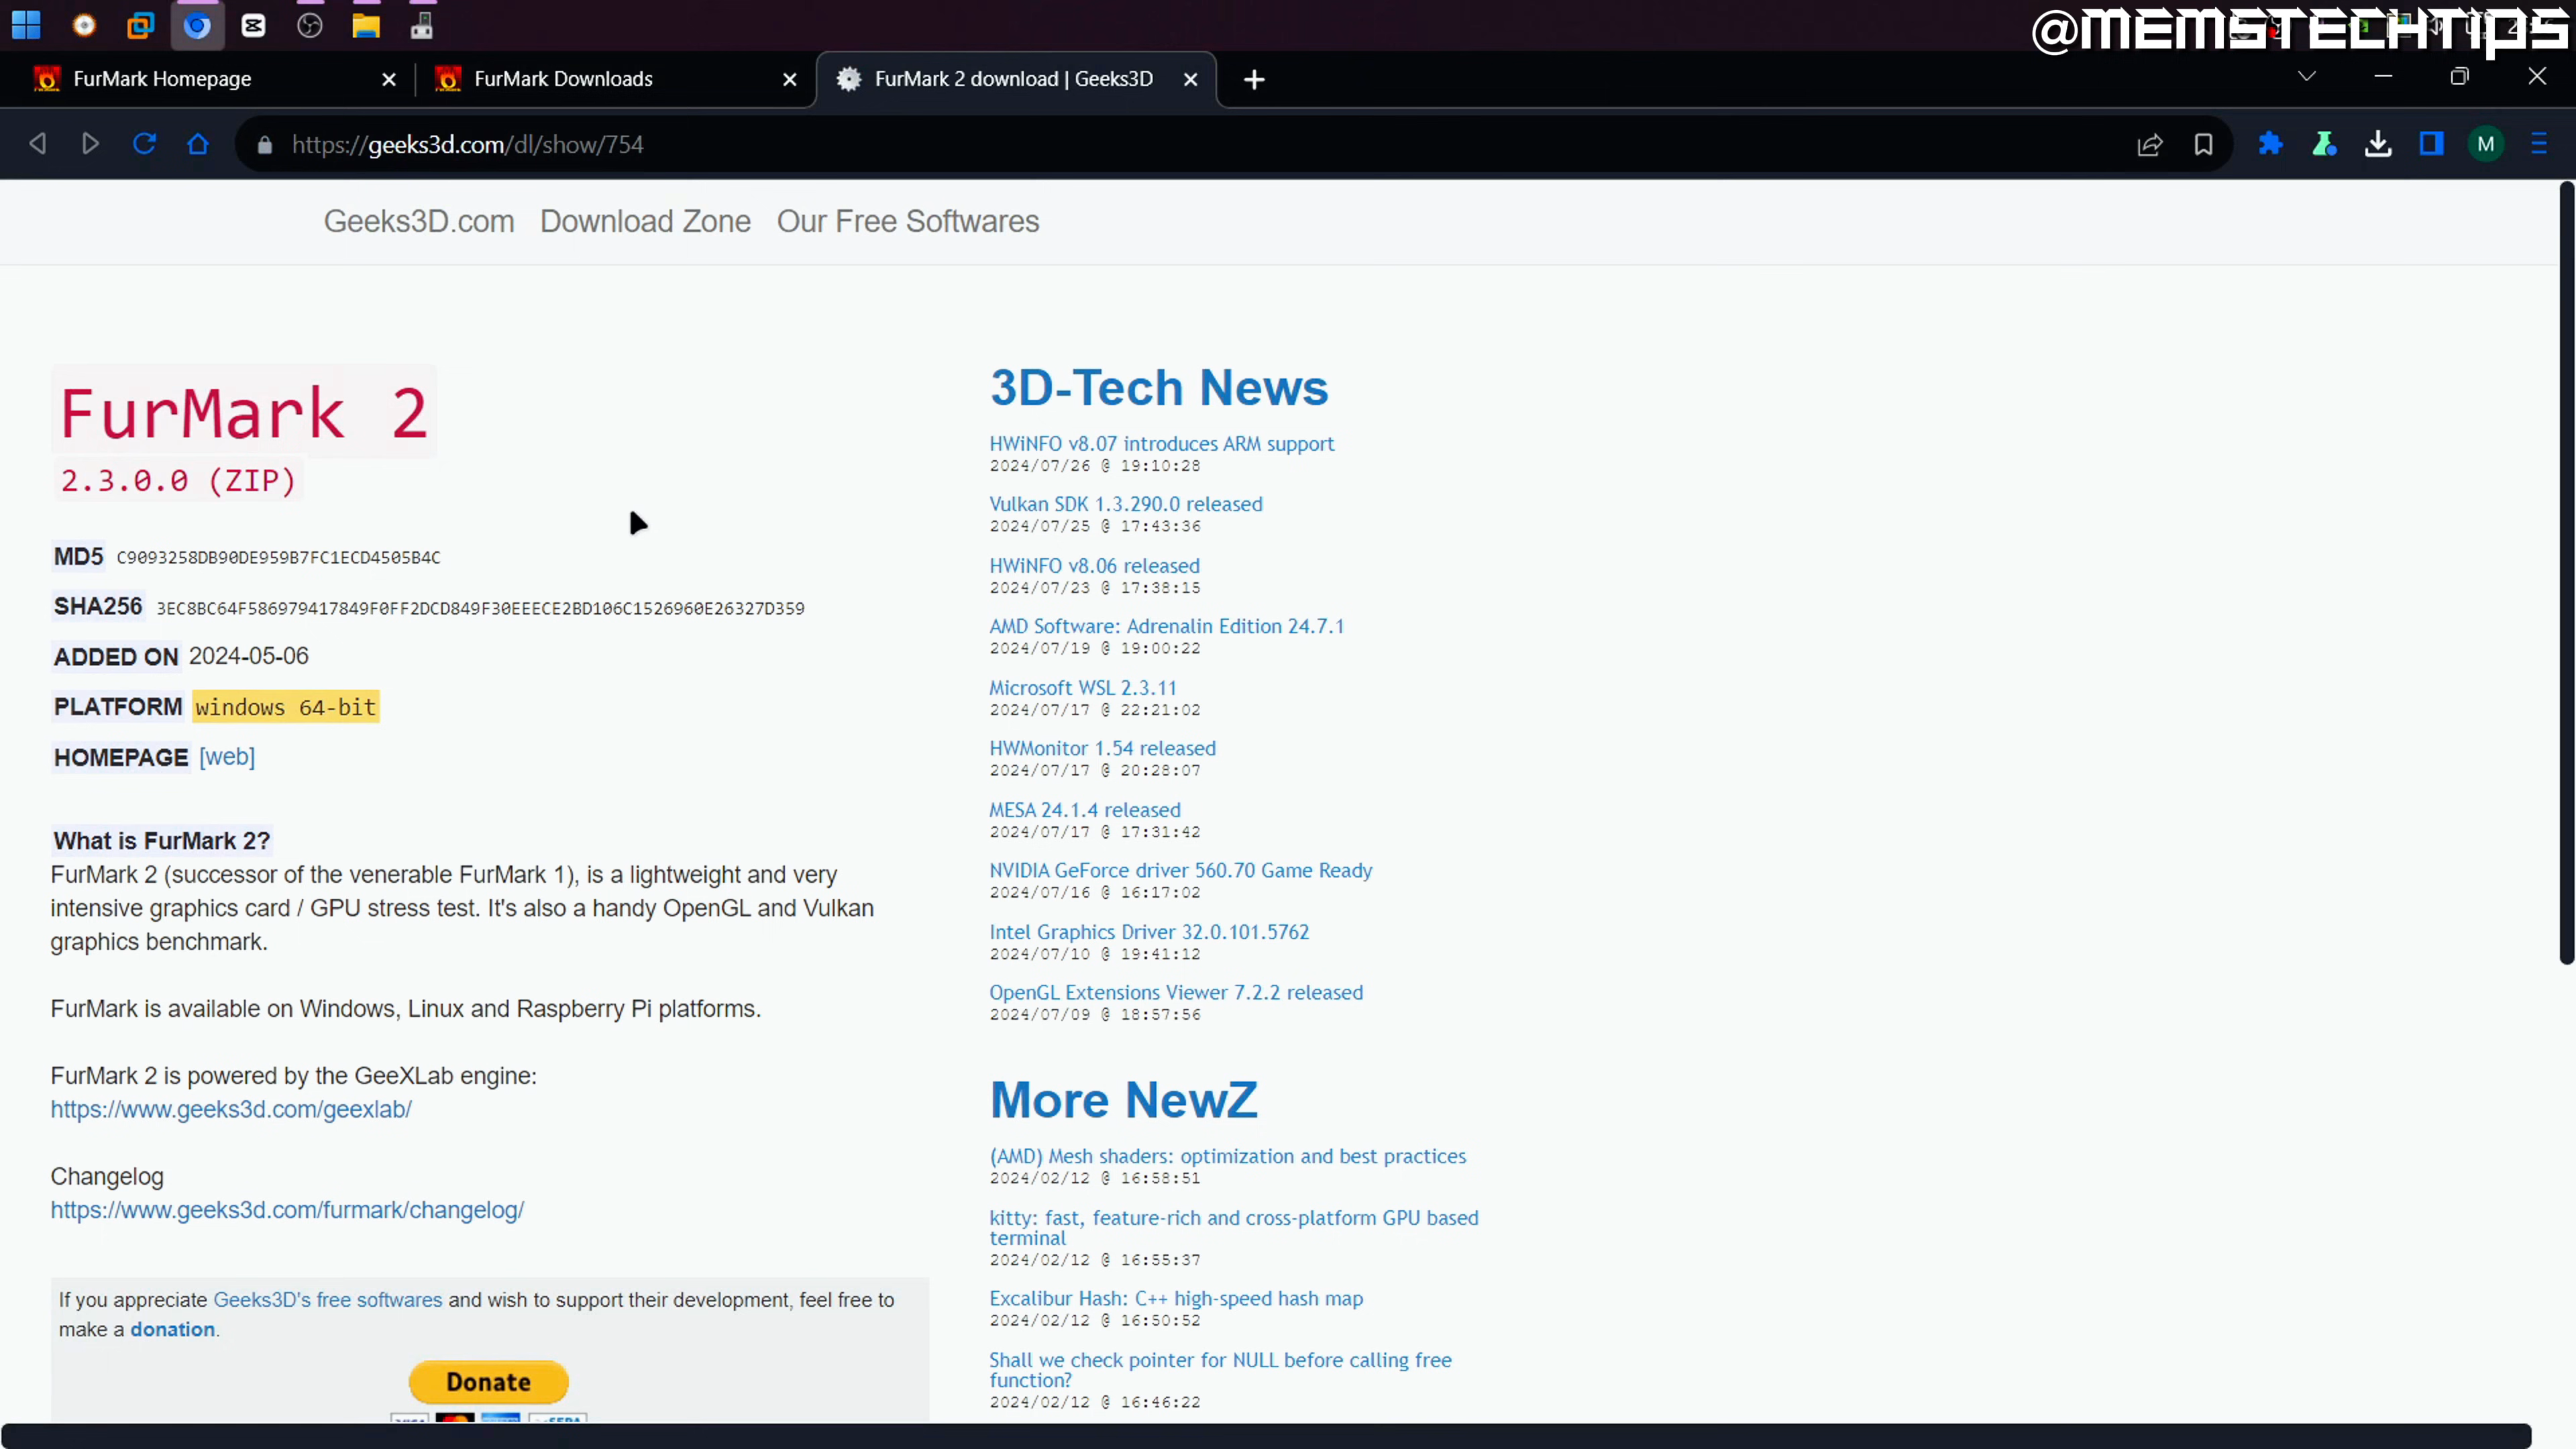 @MEMSTECHTIPS
FurMark Homepage
FurMark Downloads
FurMark 2 download | Geeks3D
https://geeks3d.com/dl/show/754
M
Geeks3D.com Download Zone Our Free Softwares
FurMark 2
2.3.0.0 (ZIP)
MD5 C9093258DB90DE959B7FC1ECD4505B4C
SHA256 3EC8BC64F586979417849F0FF2DCD849F30EEECE2BD106C1526960E26327D359
ADDED ON 2024-05-06
PLATFORM windows 64-bit
HOMEPAGE [web]
What is FurMark 2?
FurMark 2 (successor of the venerable FurMark 1), is a lightweight and very
intensive graphics card / GPU stress test. It's also a handy OpenGL and Vulkan
graphics benchmark.
FurMark is available on Windows, Linux and Raspberry Pi platforms.
FurMark 2 is powered by the GeeXLab engine:
https://www.geeks3d.com/geexlab/
Changelog
https://www.geeks3d.com/furmark/changelog/
If you appreciate Geeks3D's free softwares and wish to support their development, feel free to
make a donation.
Donate
3D-Tech News
HWiNFO v8.07 introduces ARM support
2024/07/26 @ 19:10:28
Vulkan SDK 1.3.290.0 released
2024/07/25 @ 17:43:36
HWiNFO v8.06 released
2024/07/23 @ 17:38:15
AMD Software: Adrenalin Edition 24.7.1
2024/07/19 @ 19:00:22
Microsoft WSL 2.3.11
2024/07/17 @ 22:21:02
HWMonitor 1.54 released
2024/07/17 @ 20:28:07
MESA 24.1.4 released
2024/07/17 @ 17:31:42
NVIDIA GeForce driver 560.70 Game Ready
2024/07/16 @ 16:17:02
Intel Graphics Driver 32.0.101.5762
2024/07/10 @ 19:41:12
OpenGL Extensions Viewer 7.2.2 released
2024/07/09 @ 18:57:56
More NewZ
(AMD) Mesh shaders: optimization and best practices
2024/02/12 @ 16:58:51
kitty: fast, feature-rich and cross-platform GPU based
terminal
2024/02/12 @ 16:55:37
Excalibur Hash: C++ high-speed hash map
2024/02/12 @ 16:50:52
Shall we check pointer for NULL before calling free
function?
2024/02/12 @ 16:46:22